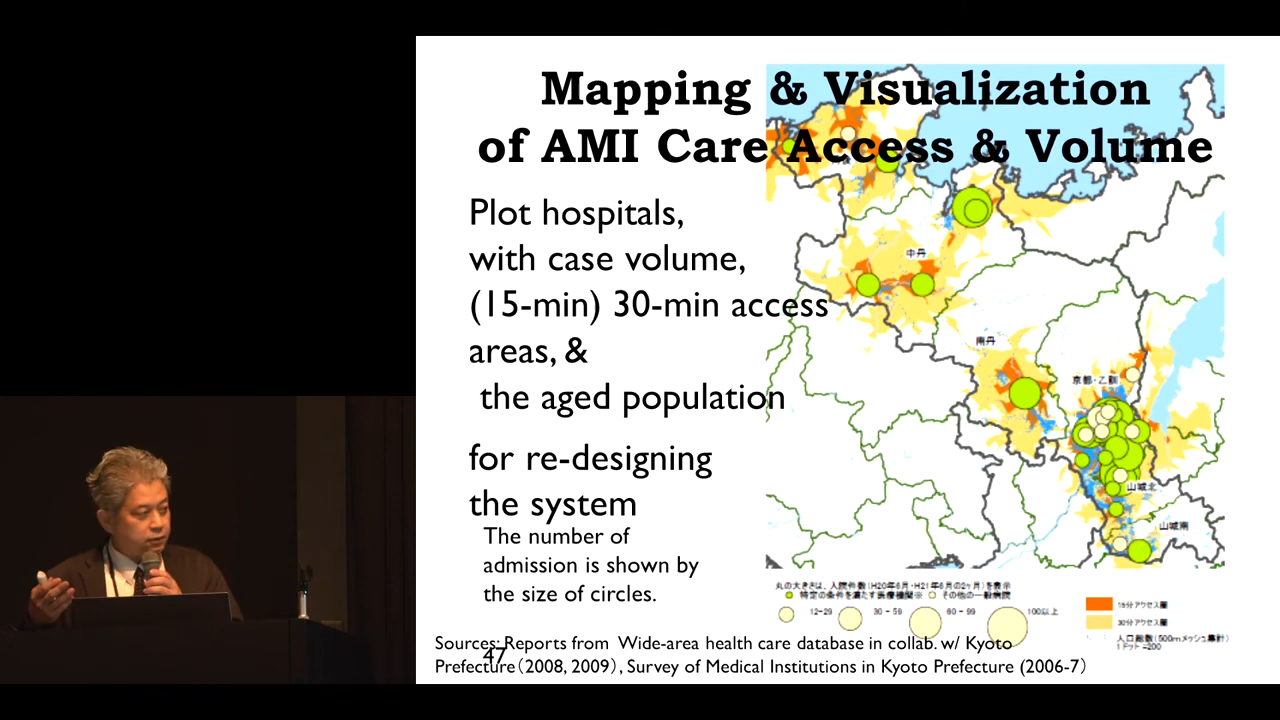 Mapping & Visualization
of AMI Care Access & Volume
Plot hospitals,
with case volume,
(15-min) 30-min access
areas, &
the aged population
for re-designing
the system
The number of
admission is shown by
the size of circles.
中丹
南丹
京都・乙訓
山城北
山城南
丸の大きさは、入院件数(H20年6月・H21年6月の2ヶ月)を表示
特定の条件を満たす医療機関※ その他の一般病院
12-29 30-59 60-99 100以上
15分アクセス圏
30分アクセス圏
人口総数(500mメッシュ集計)
1ドット=200
Sources: Reports from Wide-area health care database in collab. w/ Kyoto
Prefecture(2008, 2009), Survey of Medical Institutions in Kyoto Prefecture (2006-7)
47